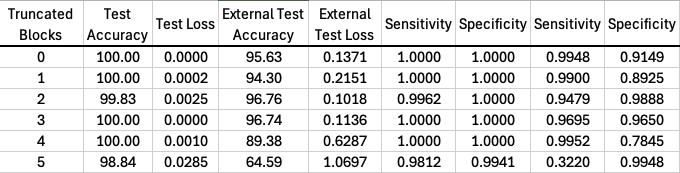 Truncated Blocks Test Accuracy Test Loss External Test Accuracy External Test Loss Sensitivity Specificity Sensitivity Specificity
0 100.00 0.0000 95.63 0.1371 1.0000 1.0000 0.9948 0.9149
1 100.00 0.0002 94.30 0.2151 1.0000 1.0000 0.9900 0.8925
2 99.83 0.0025 96.76 0.1018 0.9962 1.0000 0.9479 0.9888
3 100.00 0.0000 96.74 0.1136 1.0000 1.0000 0.9695 0.9650
4 100.00 0.0010 89.38 0.6287 1.0000 1.0000 0.9952 0.7845
5 98.84 0.0285 64.59 1.0697 0.9812 0.9941 0.3220 0.9948